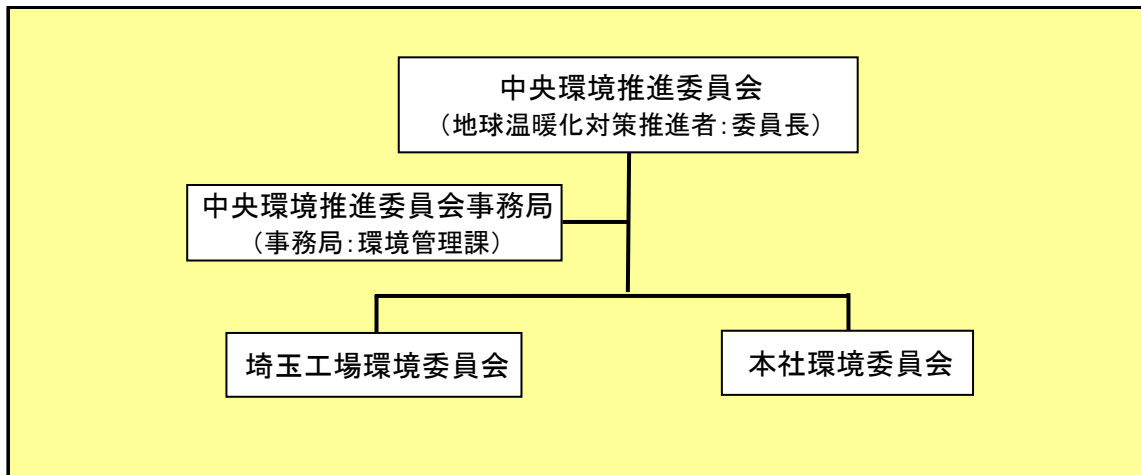 中央環境推進委員会
（地球温暖化対策推進者：委員長）
中央環境推進委員会事務局
（事務局：環境管理課）
埼玉工場環境委員会
本社環境委員会